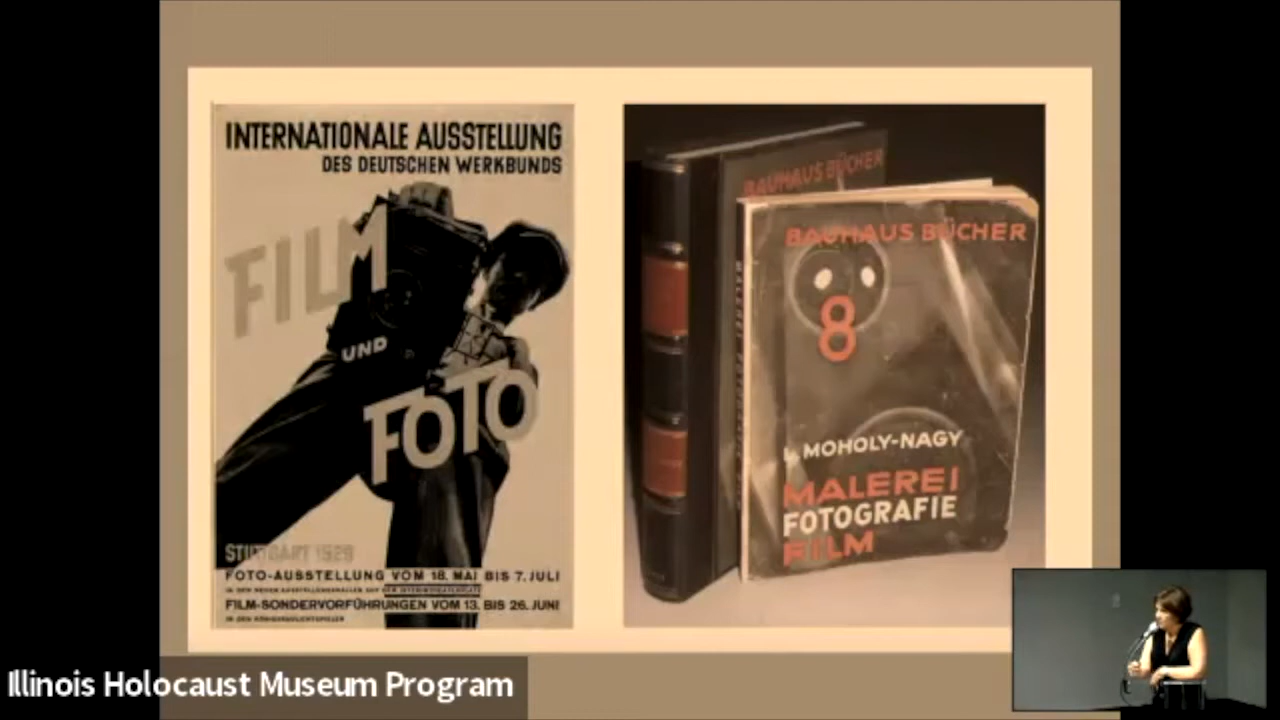 INTERNATIONALE AUSSTELLUNG
DES DEUTSCHEN WERKBUNDS
FILM
UND
FOTO
STUTTGART 1929
FOTO-AUSSTELLUNG VOM 18. MAI BIS 7. JULI
FILM-SONDERVORFÜHRUNGEN VOM 13. BIS 26. JUNI
BAUHAUS BÜCHER
BAUHAUS BÜCHER
8
L. MOHOLY-NAGY
MALEREI
FOTOGRAFIE
FILM
Illinois Holocaust Museum Program